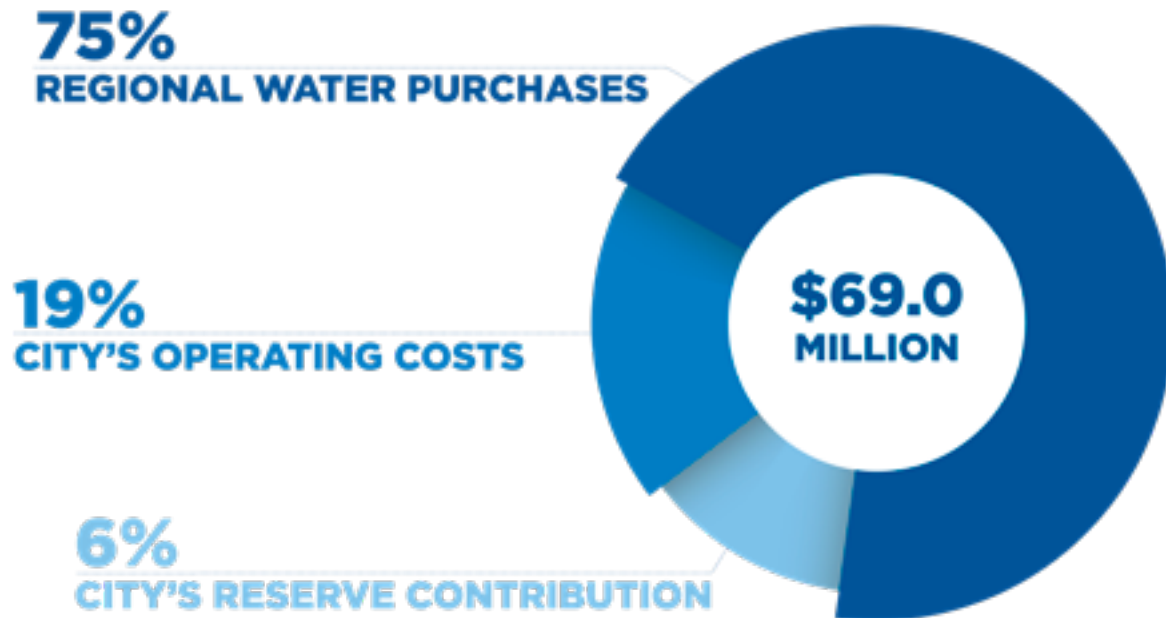 75%
REGIONAL WATER PURCHASES
19%
CITY'S OPERATING COSTS
6%
CITY'S RESERVE CONTRIBUTION
$69.0
MILLION